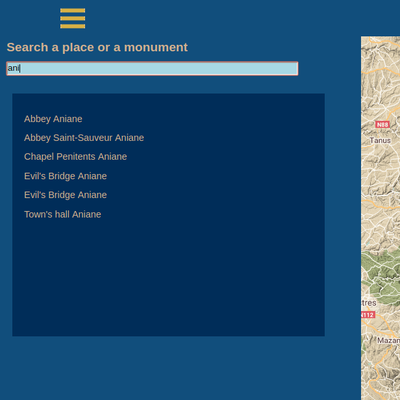 Search a place or a monument
ani
Abbey Aniane
Abbey Saint-Sauveur Aniane
Chapel Penitents Aniane
Evil's Bridge Aniane
Evil's Bridge Aniane
Town's hall Aniane
N88
Tanus
tres
N112
Mazan